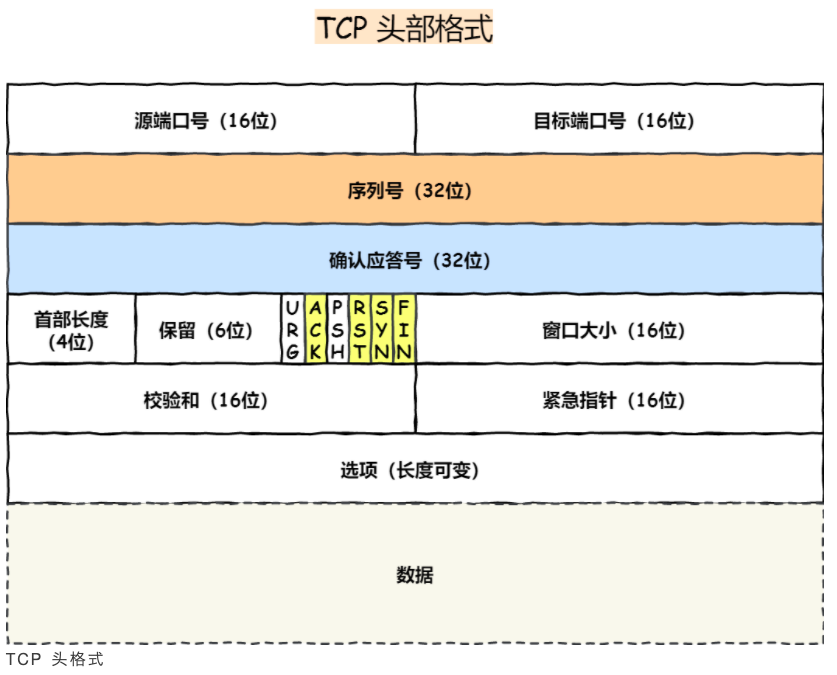 TCP 头部格式
源端口号（16位） 目标端口号（16位）
序列号（32位）
确认应答号（32位）
首部长度
(4位)
保留（6位）
URG
ACK
PSH
RST
SYN
FIN
窗口大小（16位）
校验和（16位） 紧急指针（16位）
选项（长度可变）
数据
TCP 头格式